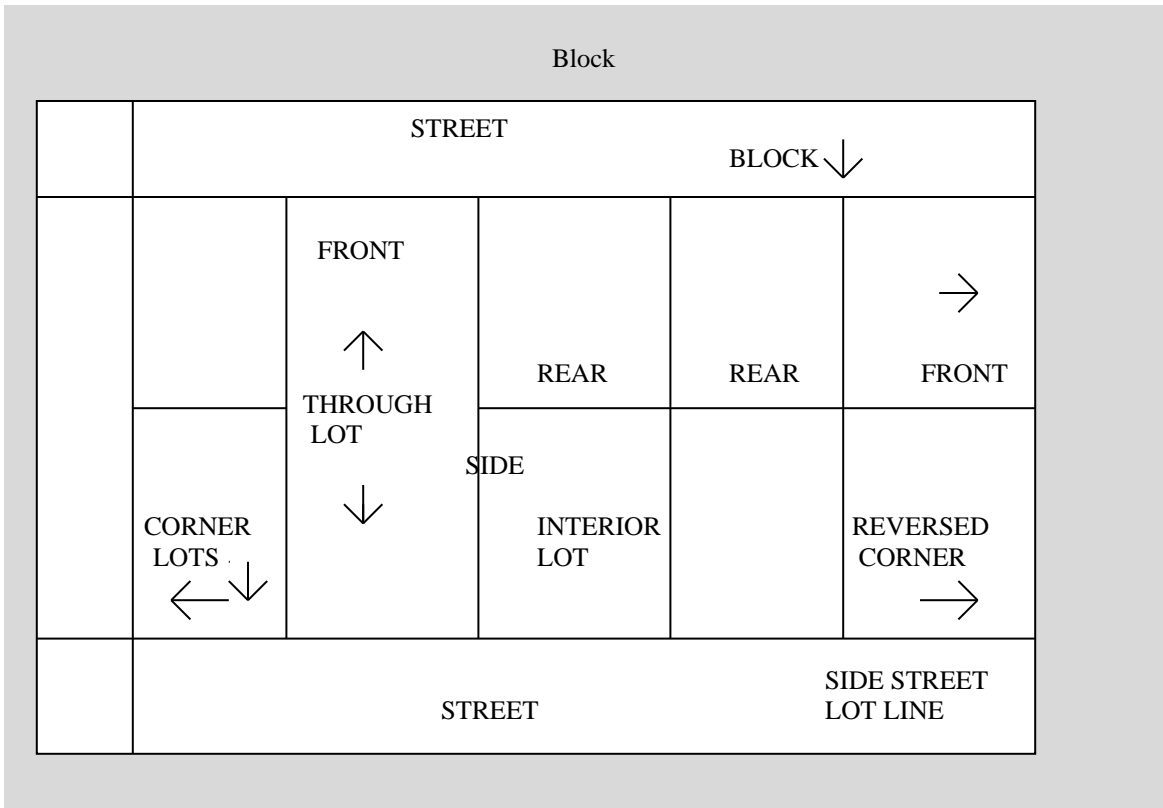 Block
STREET
BLOCK
FRONT
REAR
REAR
FRONT
THROUGH
LOT
SIDE
CORNER
LOTS
INTERIOR
LOT
REVERSED
CORNER
SIDE STREET
LOT LINE
STREET